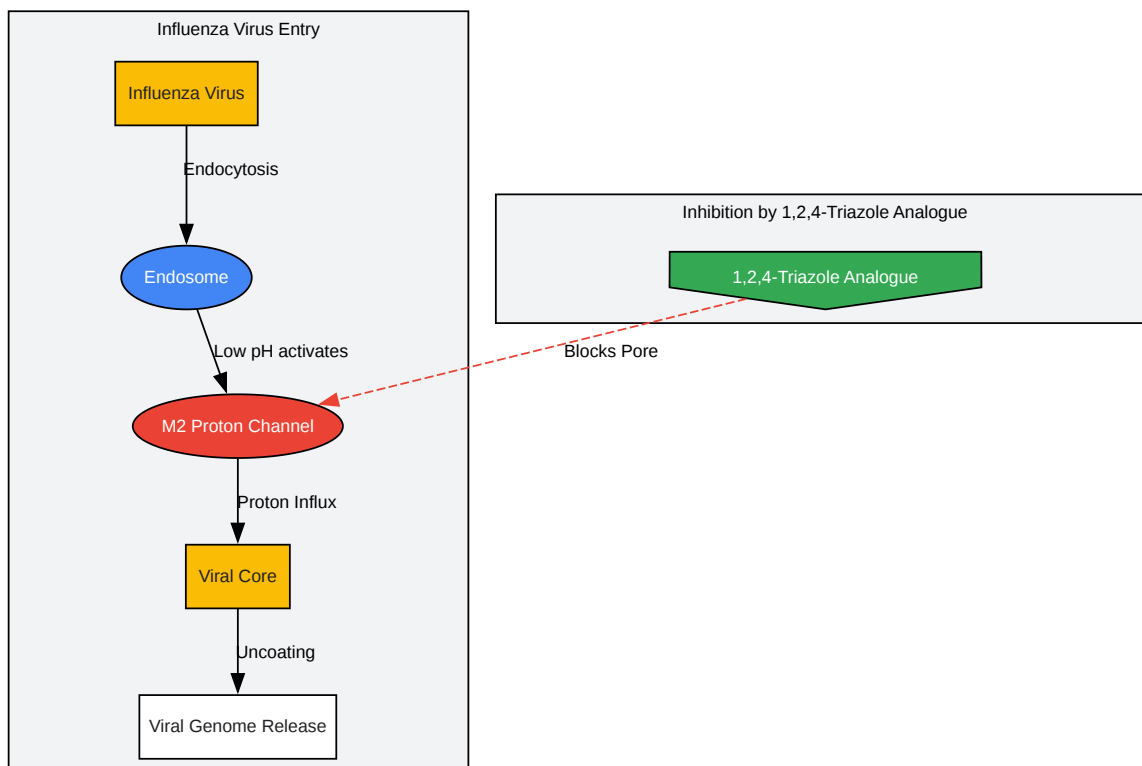 Influenza Virus Entry
Influenza Virus
Endocytosis
Endosome
Low pH activates
M2 Proton Channel
Proton Influx
Viral Core
Uncoating
Viral Genome Release
Inhibition by 1,2,4-Triazole Analogue
1,2,4-Triazole Analogue
Blocks Pore